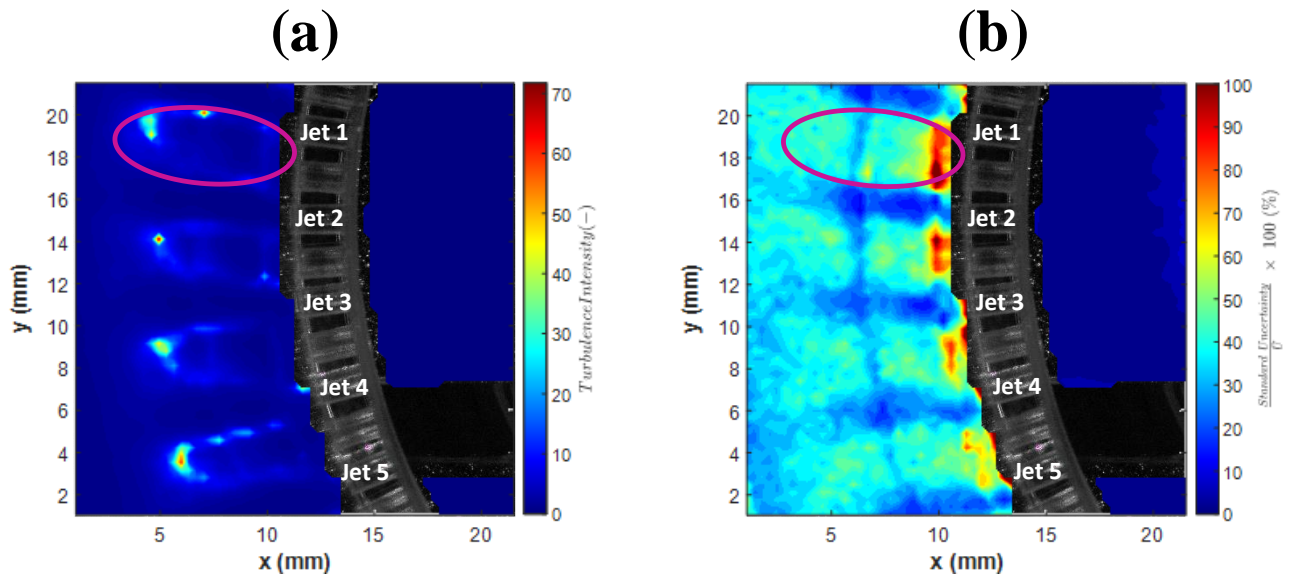 (a)
(b)
20
18
16
14
12
10
8
6
4
2
y (mm)
5
10
15
20
x (mm)
Jet 1
Jet 2
Jet 3
Jet 4
Jet 5
70
60
50
40
30
20
10
0
TurbulenceIntensity(−)
20
18
16
14
12
10
8
6
4
2
y (mm)
5
10
15
20
x (mm)
Jet 1
Jet 2
Jet 3
Jet 4
Jet 5
100
90
80
70
60
50
40
30
20
10
0
Standard Uncertainty
Ū
× 100 (%)